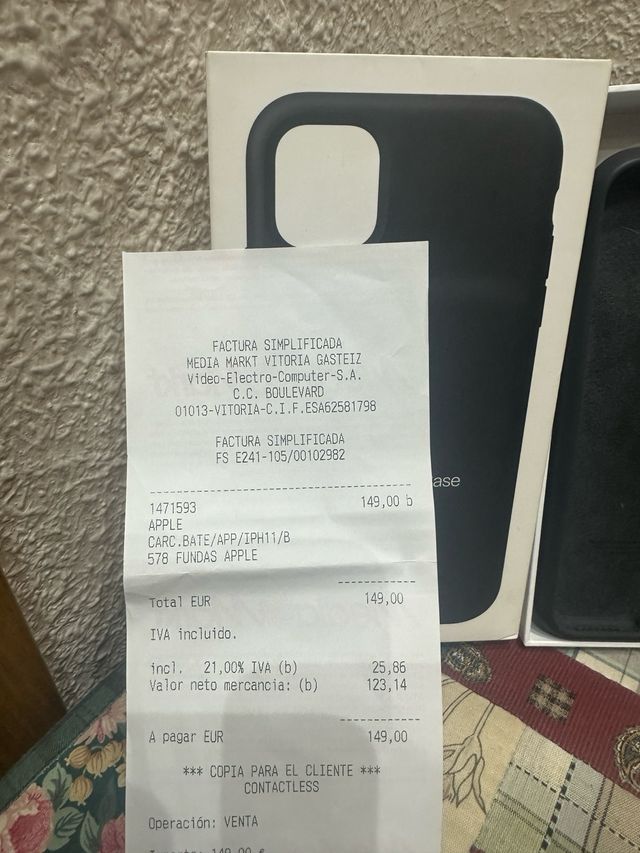 FACTURA SIMPLIFICADA
MEDIA MARKT VITORIA GASTEIZ
Video-Electro-Computer-S.A.
C.C. BOULEVARD
01013-VITORIA-C.I.F.ESA62581798
FACTURA SIMPLIFICADA
FS E241-105/00102982
ase
1471593 149,00 b
APPLE
CARC.BATE/APP/IPH11/B
578 FUNDAS APPLE
Total EUR 149,00
IVA incluido.
incl. 21,00% IVA (b) 25,86
Valor neto mercancia: (b) 123,14
A pagar EUR 149,00
*** COPIA PARA EL CLIENTE ***
CONTACTLESS
Operación: VENTA